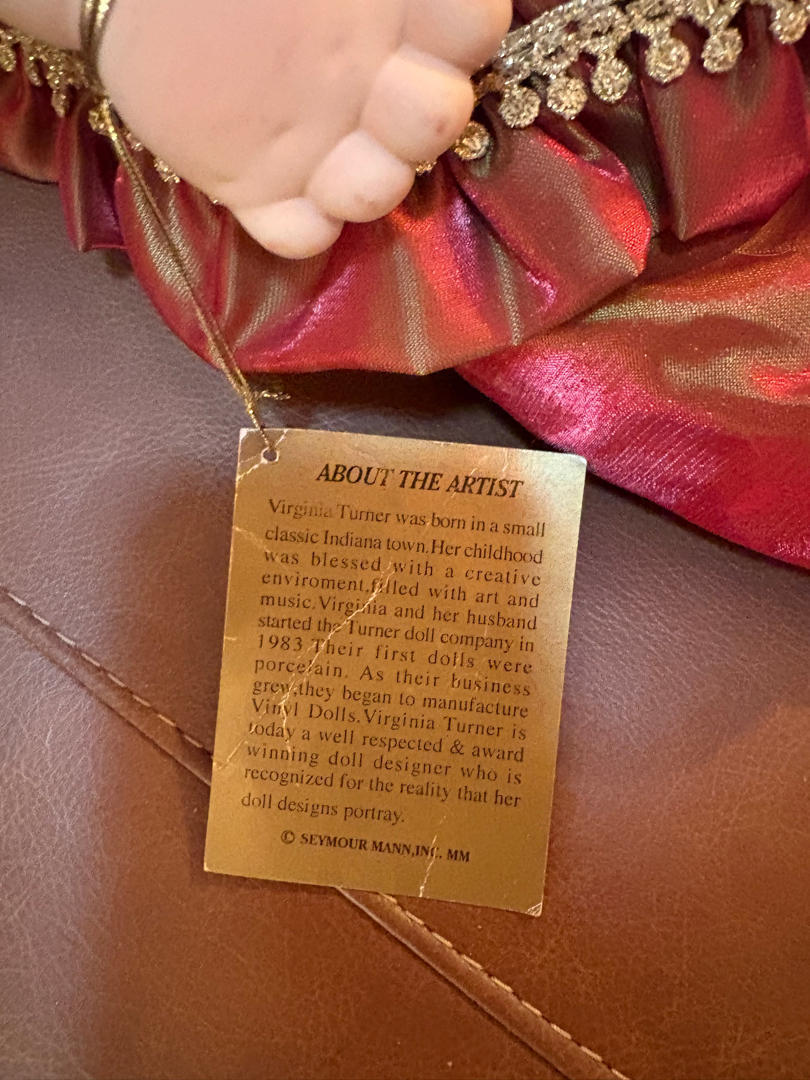 ABOUT THE ARTIST
Virginia Turner was born in a small
classic Indiana town.Her childhood
was blessed with a creative
enviroment,filled with art and
music.Virginia and her husband
started the Turner doll company in
1983 Their first dolls were
porcelain. As their business
grew,they began to manufacture
Vinyl Dolls.Virginia Turner is
today a well respected & award
winning doll designer who is
recognized for the reality that her
doll designs portray.
© SEYMOUR MANN,INC. MM